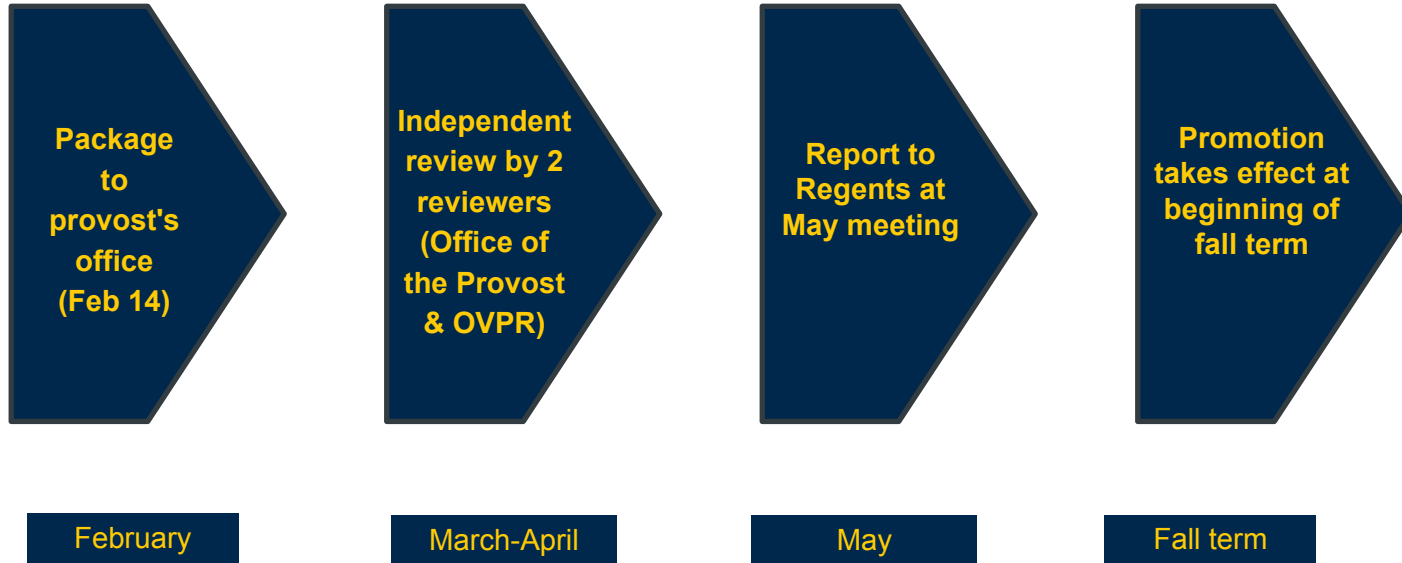 Package
to
provost's
office
(Feb 14)
Independent
review by 2
reviewers
(Office of
the Provost
& OVPR)
Report to
Regents at
May meeting
Promotion
takes effect at
beginning of
fall term
February
March-April
May
Fall term